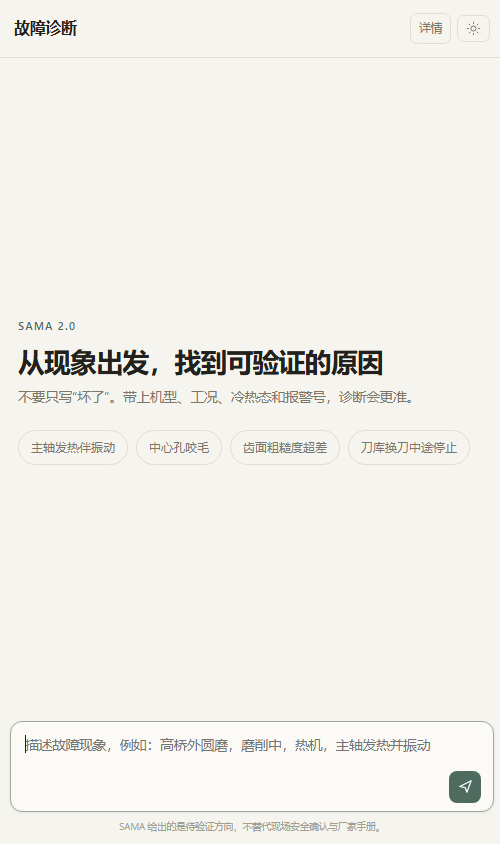 故障诊断
详情
SAMA 2.0
从现象出发，找到可验证的原因
不要只写"坏了"。带上机型、工况、冷热态和报警号，诊断会更准。
主轴发热伴振动
中心孔咬毛
齿面粗糙度超差
刀库换刀中途停止
描述故障现象，例如：高桥外圆磨，磨削中，热机，主轴发热并振动
SAMA 给出的是待验证方向，不替代现场安全确认与厂家手册。